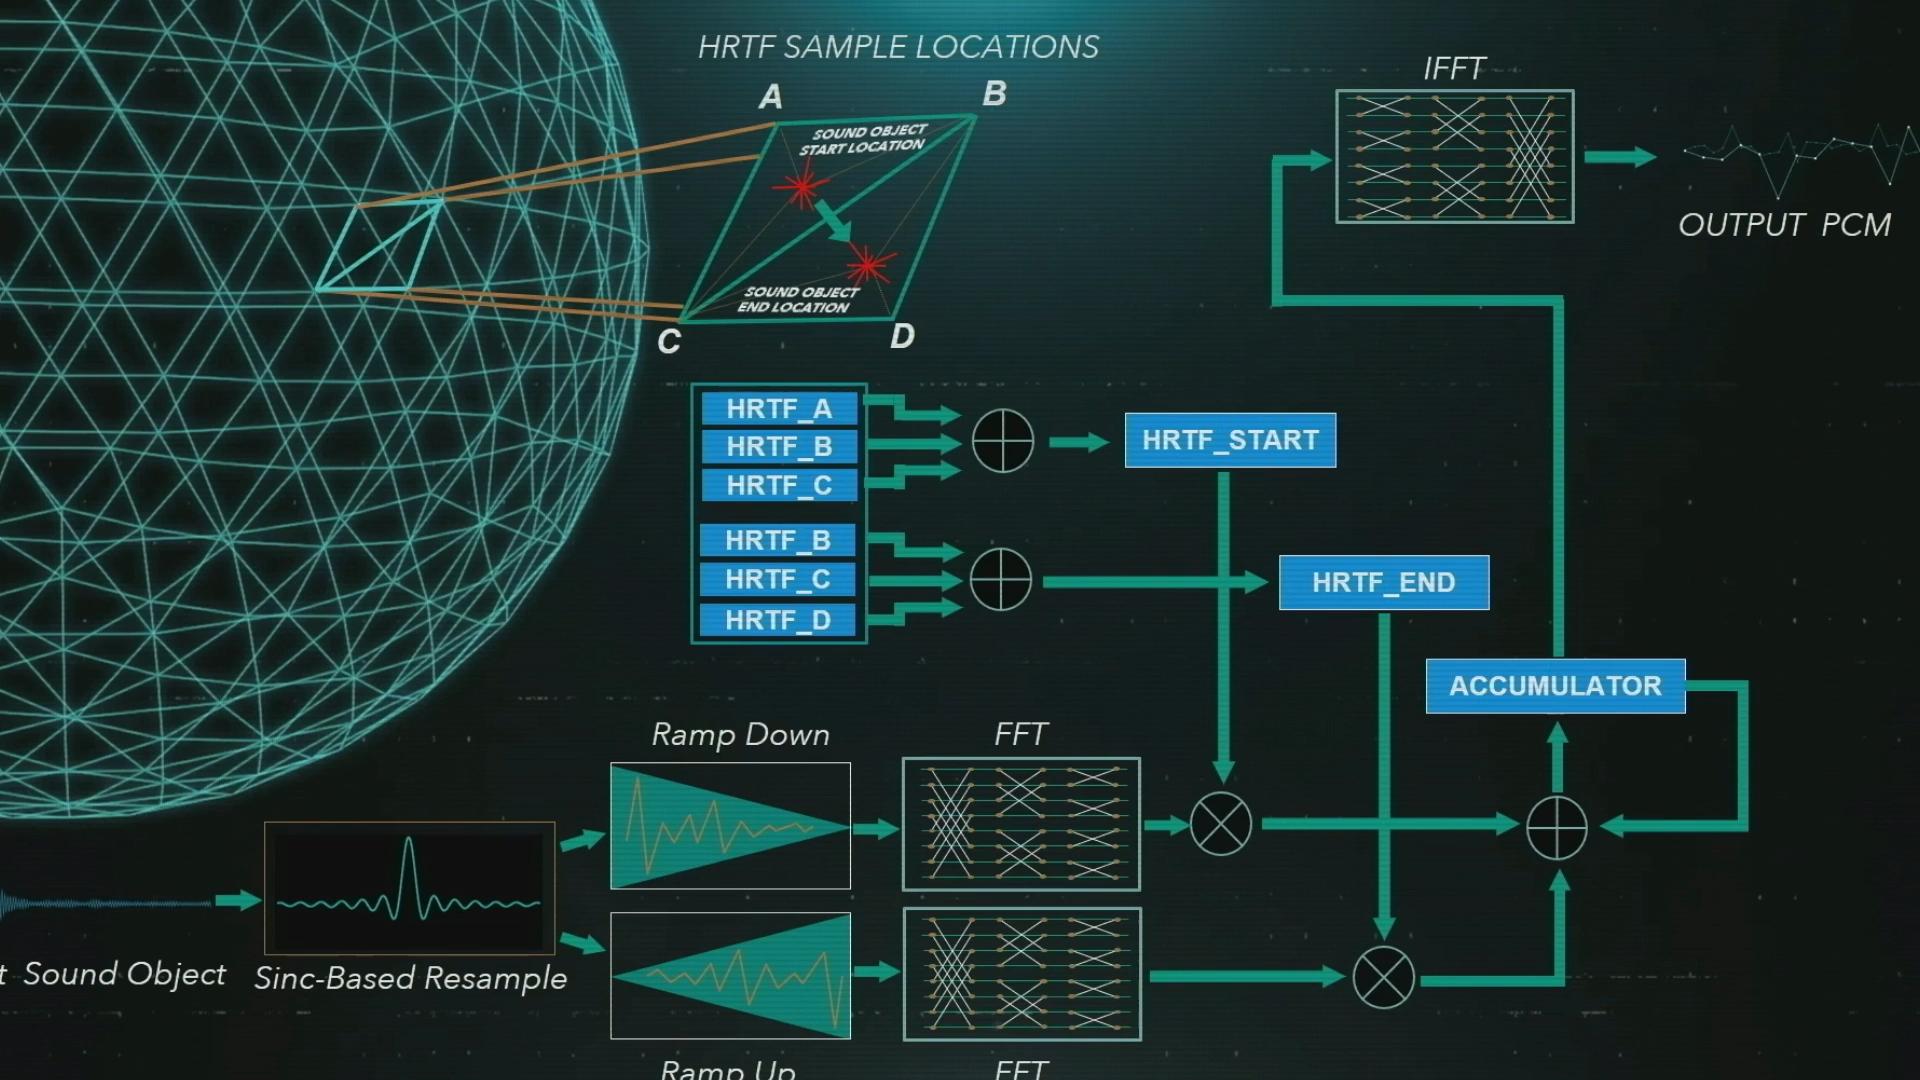 HRTF SAMPLE LOCATIONS
A
B
SOUND OBJECT
START LOCATION
SOUND OBJECT
END LOCATION
C
D
IFFT
OUTPUT PCM
HRTF_A
HRTF_B
HRTF_C
HRTF_START
HRTF_B
HRTF_C
HRTF_D
HRTF_END
ACCUMULATOR
Ramp Down
FFT
t Sound Object
Sinc-Based Resample
Ramp Up
FFT